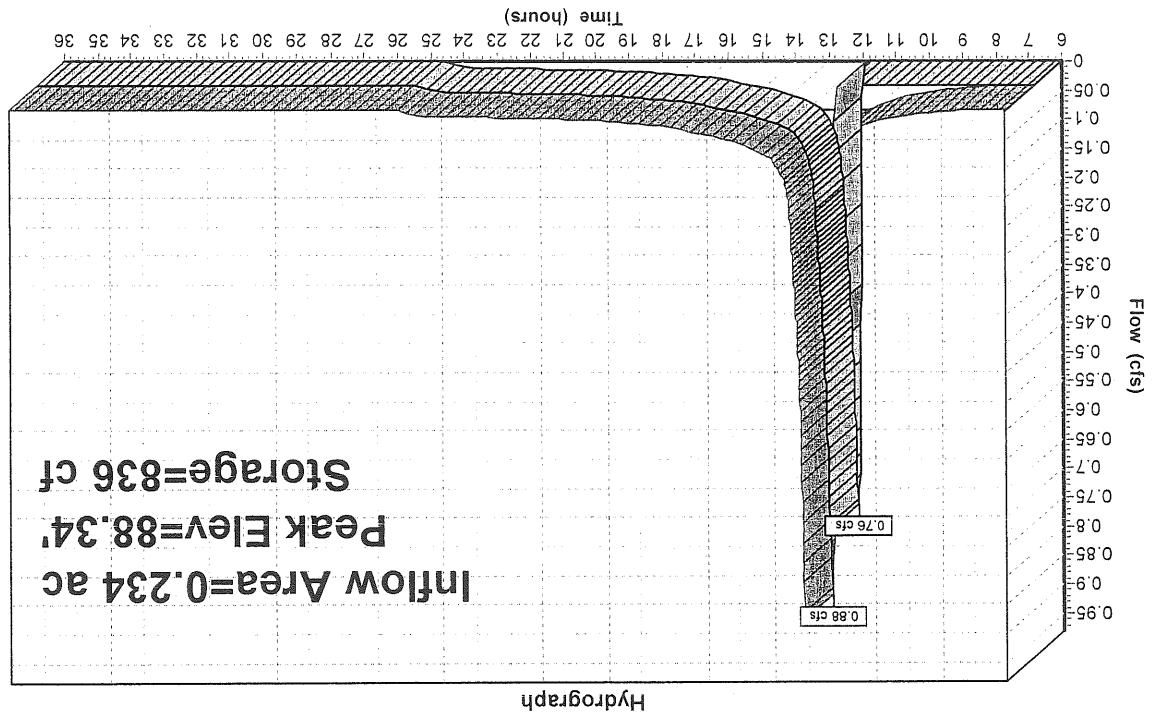 Hydrograph
0.88 cfs
Inflow Area=0.234 ac
Peak Elev=88.34'
Storage=836 cf
0.76 cfs
Flow (cfs)
0.95
0.9
0.85
0.8
0.75
0.7
0.65
0.6
0.55
0.5
0.45
0.4
0.35
0.3
0.25
0.2
0.15
0.1
0.05
0
6 7 8 9 10 11 12 13 14 15 16 17 18 19 20 21 22 23 24 25 26 27 28 29 30 31 32 33 34 35 36
Time (hours)